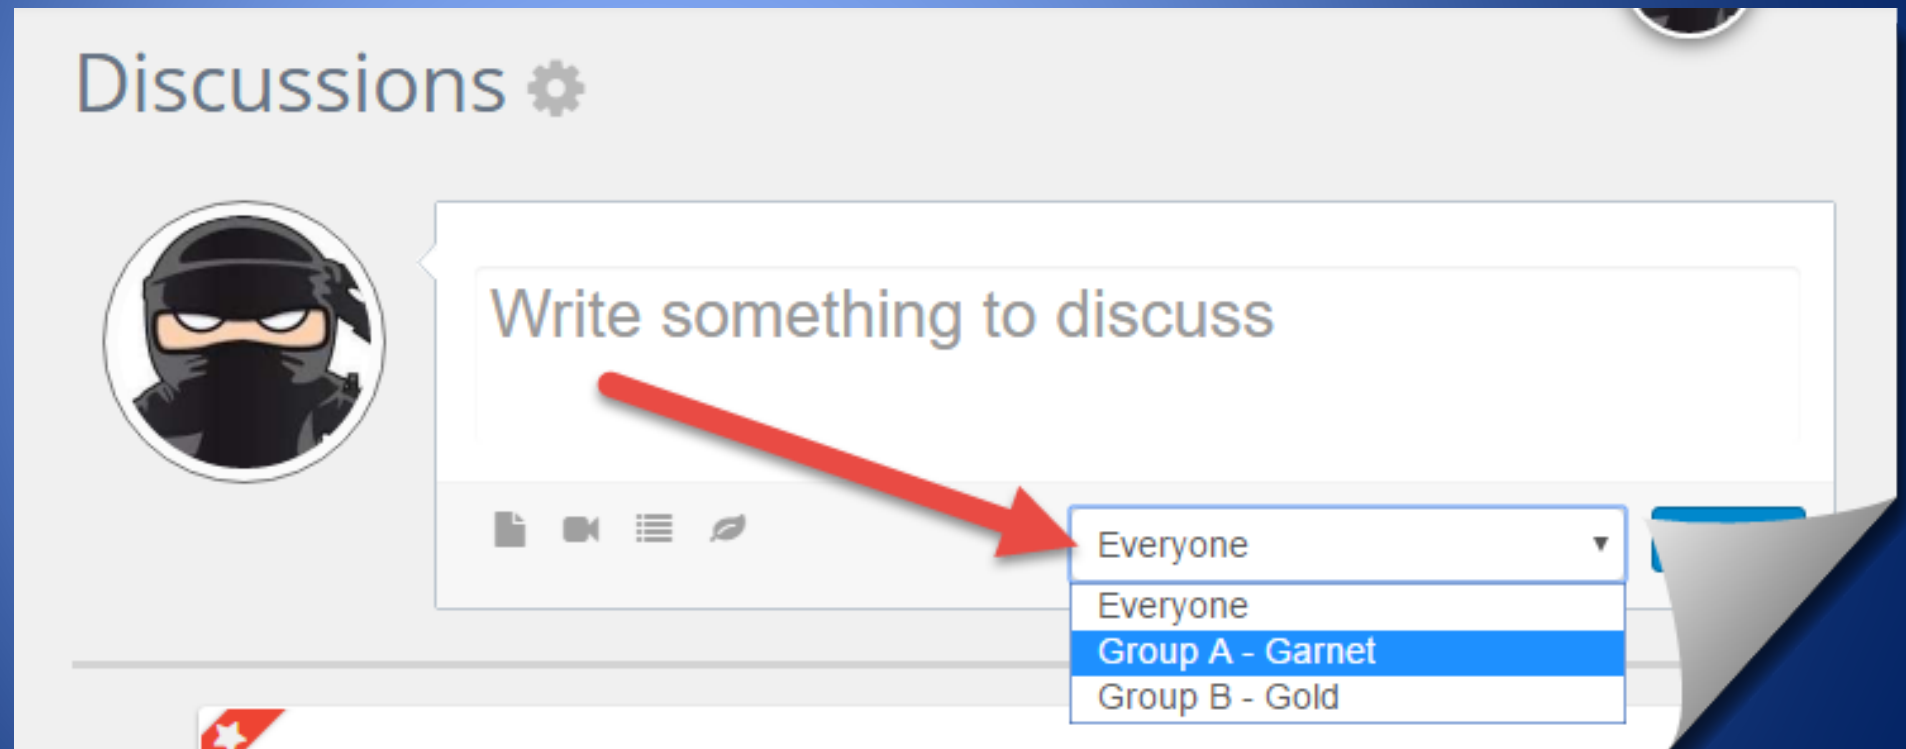 Discussions
Write something to discuss
Everyone
Everyone
Group A - Garnet
Group B - Gold